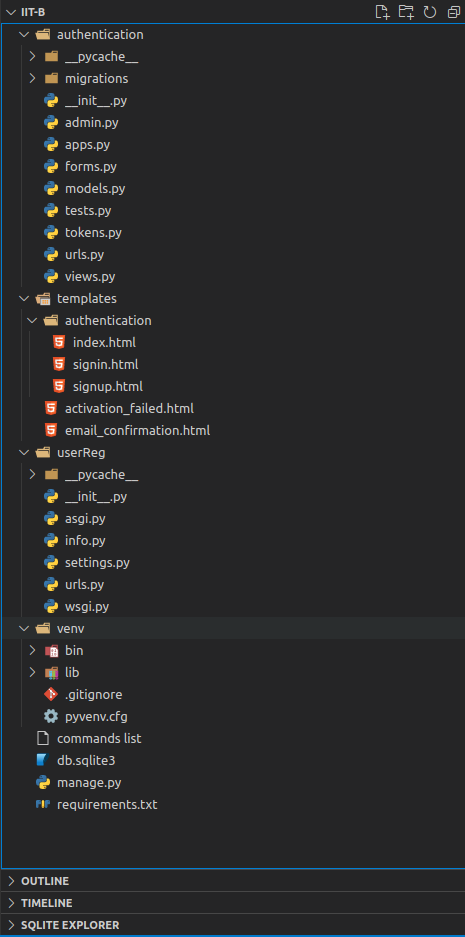 IIT-B
authentication
__pycache__
migrations
__init__.py
admin.py
apps.py
forms.py
models.py
tests.py
tokens.py
urls.py
views.py
templates
authentication
index.html
signin.html
signup.html
activation_failed.html
email_confirmation.html
userReg
__pycache__
__init__.py
asgi.py
info.py
settings.py
urls.py
wsgi.py
venv
bin
lib
.gitignore
pyvenv.cfg
commands list
db.sqlite3
manage.py
requirements.txt
OUTLINE
TIMELINE
SQLITE EXPLORER